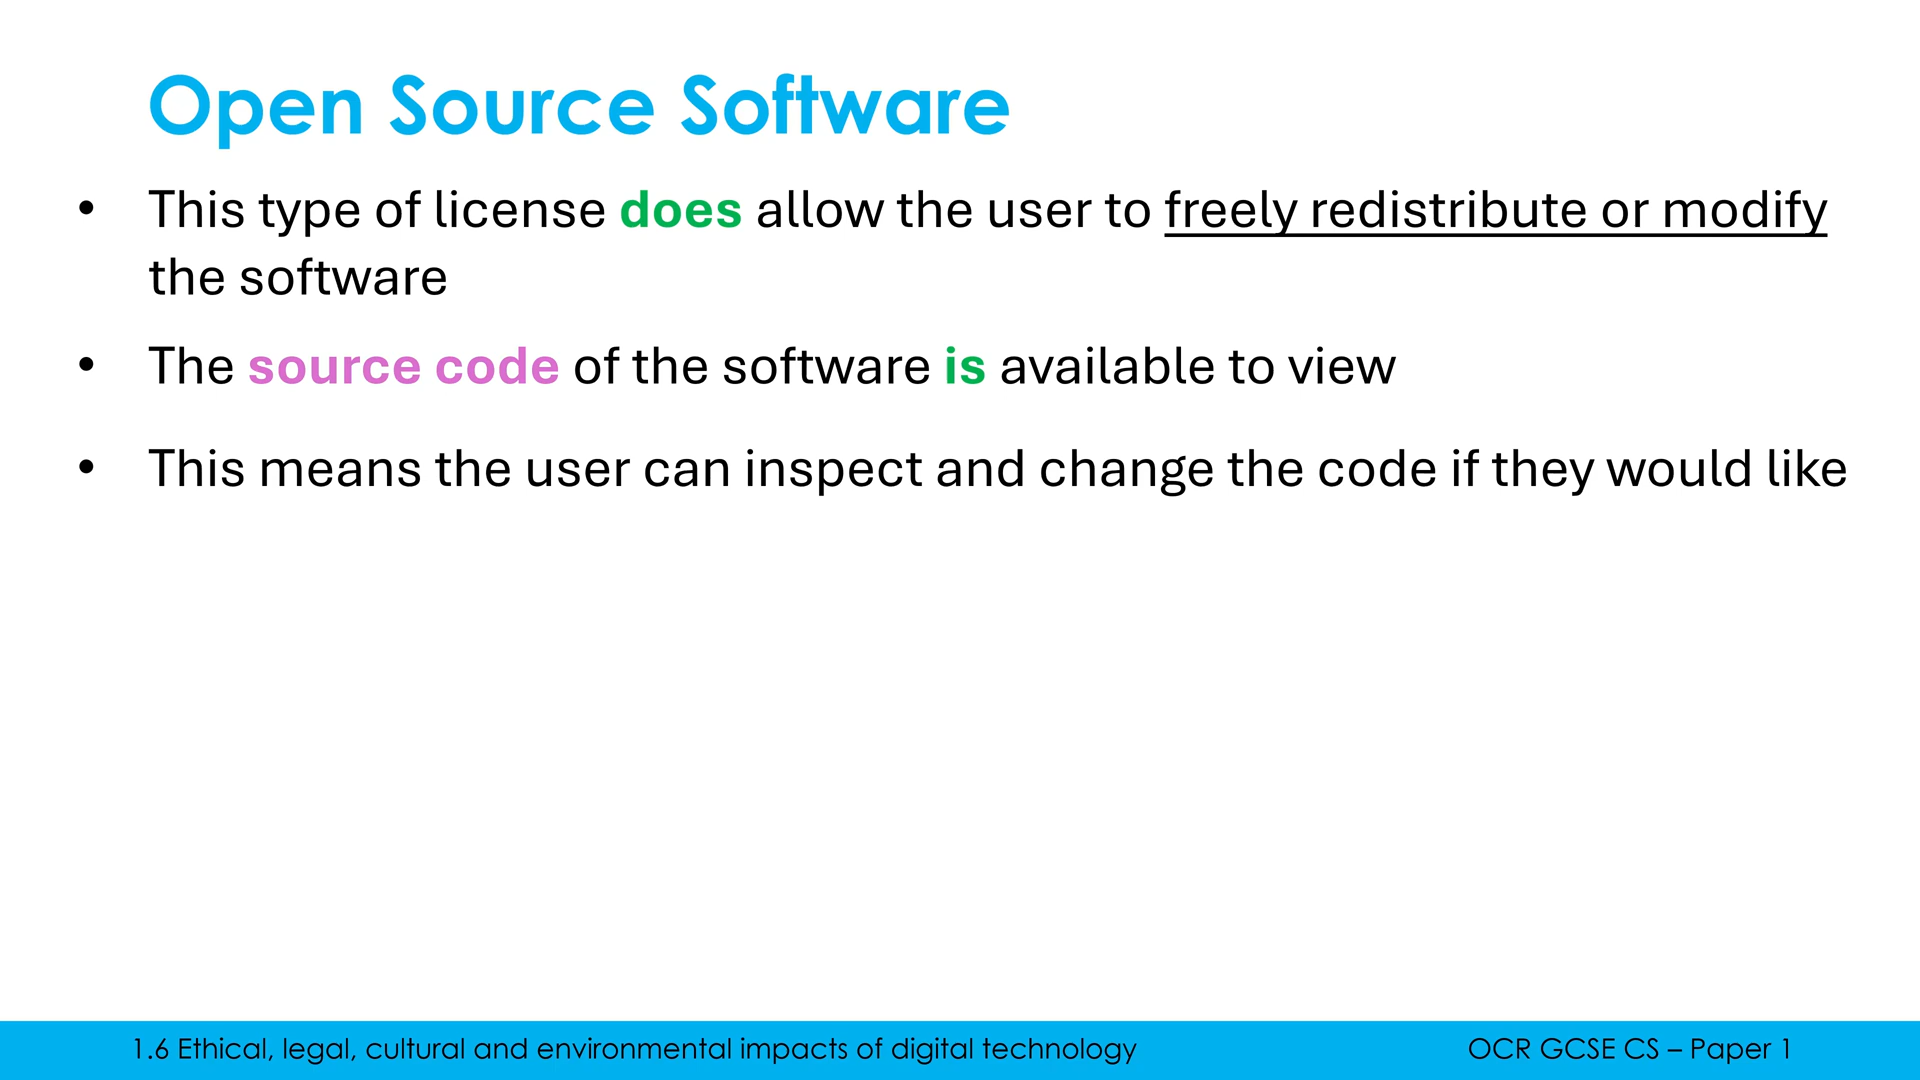 Open Source Software
• This type of license does allow the user to freely redistribute or modify
the software
• The source code of the software is available to view
• This means the user can inspect and change the code if they would like
1.6 Ethical, legal, cultural and environmental impacts of digital technology
OCR GCSE CS – Paper 1